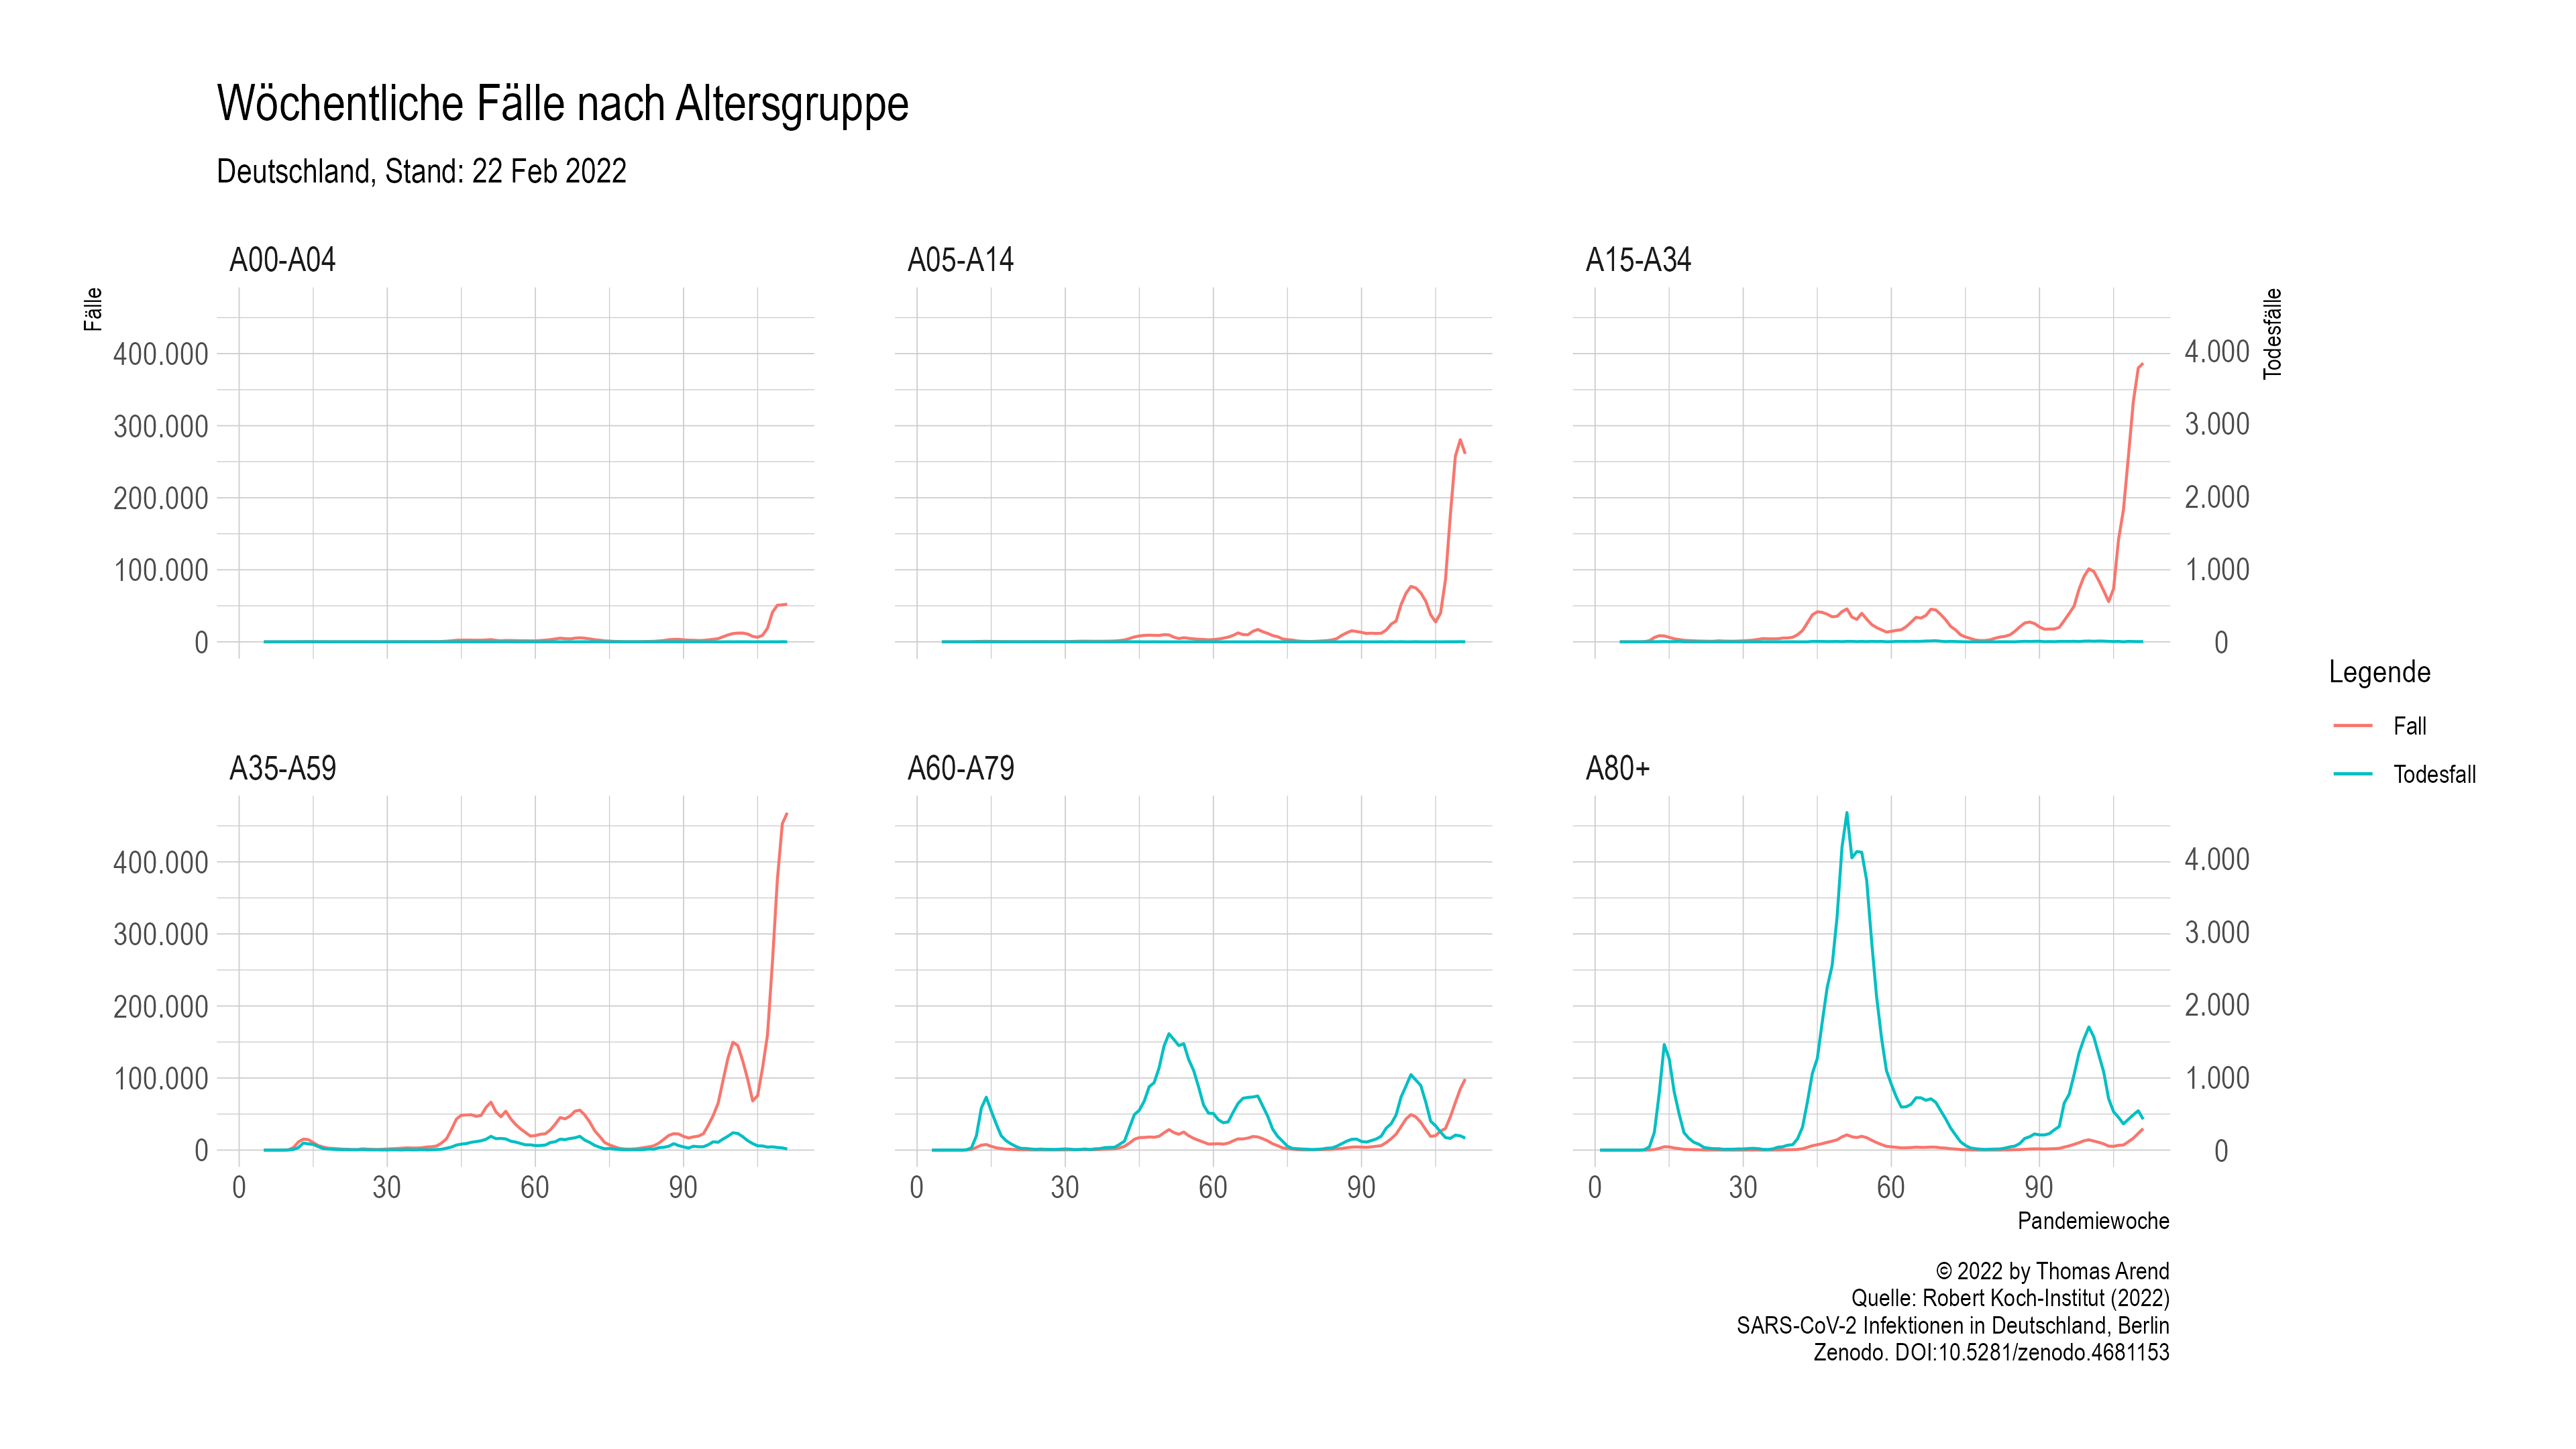 Wöchentliche Fälle nach Altersgruppe
Deutschland, Stand: 22 Feb 2022
A00-A04
A05-A14
A15-A34
Fälle
400.000
300.000
200.000
100.000
0
4.000
3.000
2.000
1.000
0
Todesfälle
Legende
Fall
Todesfall
A35-A59
A60-A79
A80+
400.000
300.000
200.000
100.000
0
4.000
3.000
2.000
1.000
0
0 30 60 90
0 30 60 90
0 30 60 90
Pandemiewoche
© 2022 by Thomas Arend
Quelle: Robert Koch-Institut (2022)
SARS-CoV-2 Infektionen in Deutschland, Berlin
Zenodo. DOI:10.5281/zenodo.4681153